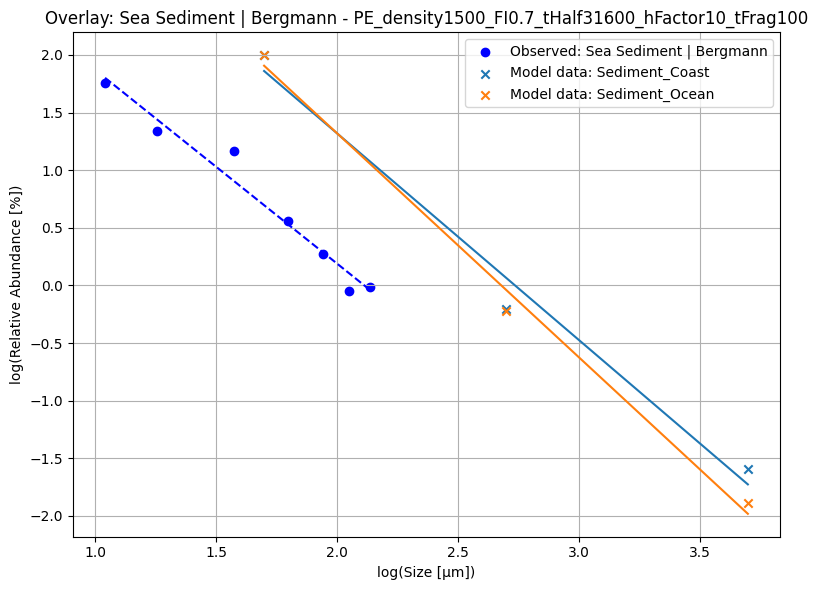 Overlay: Sea Sediment | Bergmann - PE_density1500_FI0.7_tHalf31600_hFactor10_tFrag100
Observed: Sea Sediment | Bergmann
Model data: Sediment_Coast
Model data: Sediment_Ocean
log(Relative Abundance [%])
2.0
1.5
1.0
0.5
0.0
−0.5
−1.0
−1.5
−2.0
1.0 1.5 2.0 2.5 3.0 3.5
log(Size [µm])